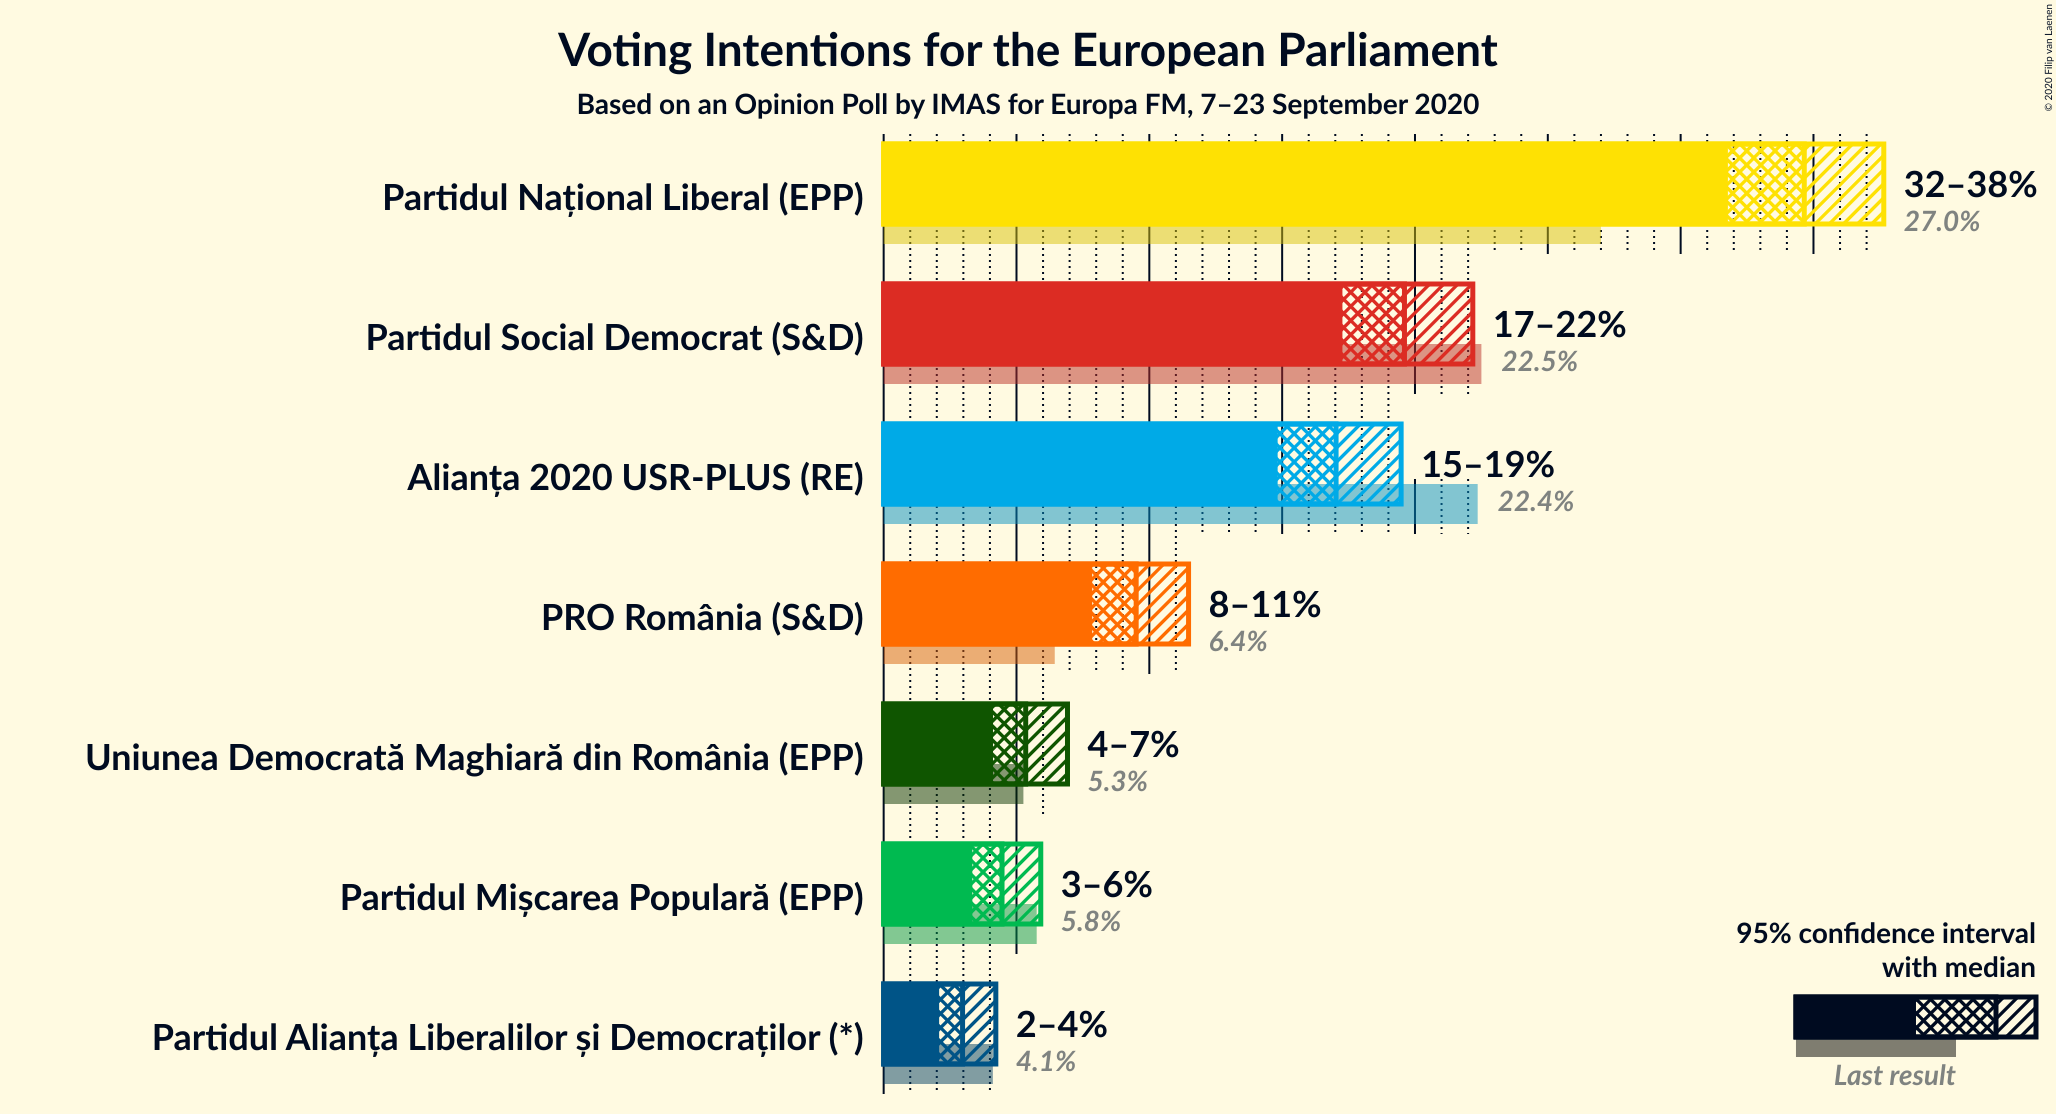 Voting Intentions for the European Parliament
Based on an Opinion Poll by IMAS for Europa FM, 7–23 September 2020
© 2020 Filip van Laenen
Partidul Național Liberal (EPP)
32–38%
27.0%
Partidul Social Democrat (S&D)
17–22%
22.5%
Alianța 2020 USR-PLUS (RE)
15–19%
22.4%
PRO România (S&D)
8–11%
6.4%
Uniunea Democrată Maghiară din România (EPP)
4–7%
5.3%
Partidul Mișcarea Populară (EPP)
3–6%
5.8%
Partidul Alianța Liberalilor și Democraților (*)
2–4%
4.1%
95% confidence interval
with median
Last result